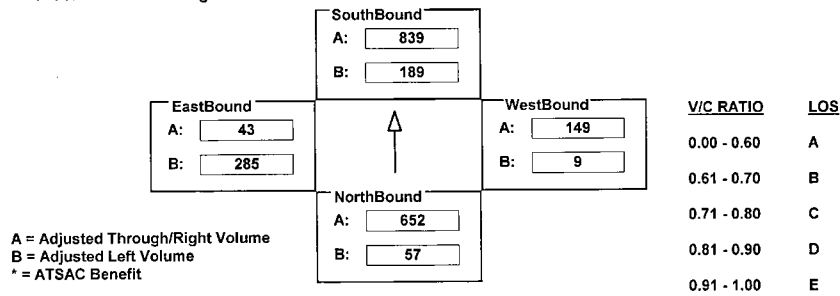 SouthBound
A: 839
B: 189
EastBound
A: 43
B: 285
WestBound
A: 149
B: 9
NorthBound
A: 652
B: 57
A = Adjusted Through/Right Volume
B = Adjusted Left Volume
* = ATSAC Benefit
V/C RATIO LOS
0.00 - 0.60 A
0.61 - 0.70 B
0.71 - 0.80 C
0.81 - 0.90 D
0.91 - 1.00 E